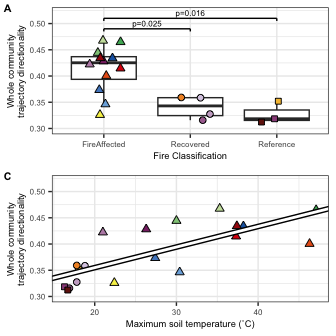 A
p=0.016
p=0.025
Whole community
trajectory directionality
0.50
0.45
0.40
0.35
0.30
FireAffected
Recovered
Reference
Fire Classification
C
Whole community
trajectory directionality
0.50
0.45
0.40
0.35
0.30
20
30
40
Maximum soil temperature (˚C)